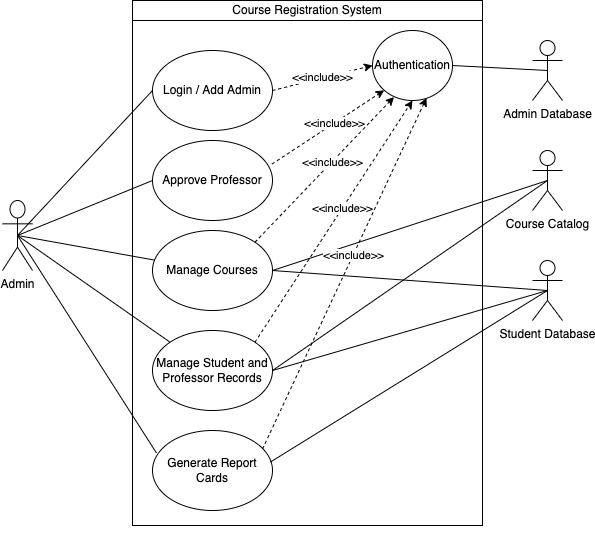 Course Registration System
Login / Add Admin
<<include>>
Authentication
Admin Database
<<include>>
Approve Professor
<<include>>
Course Catalog
<<include>>
Admin
Manage Courses
<<include>>
Student Database
Manage Student and
Professor Records
Generate Report
Cards